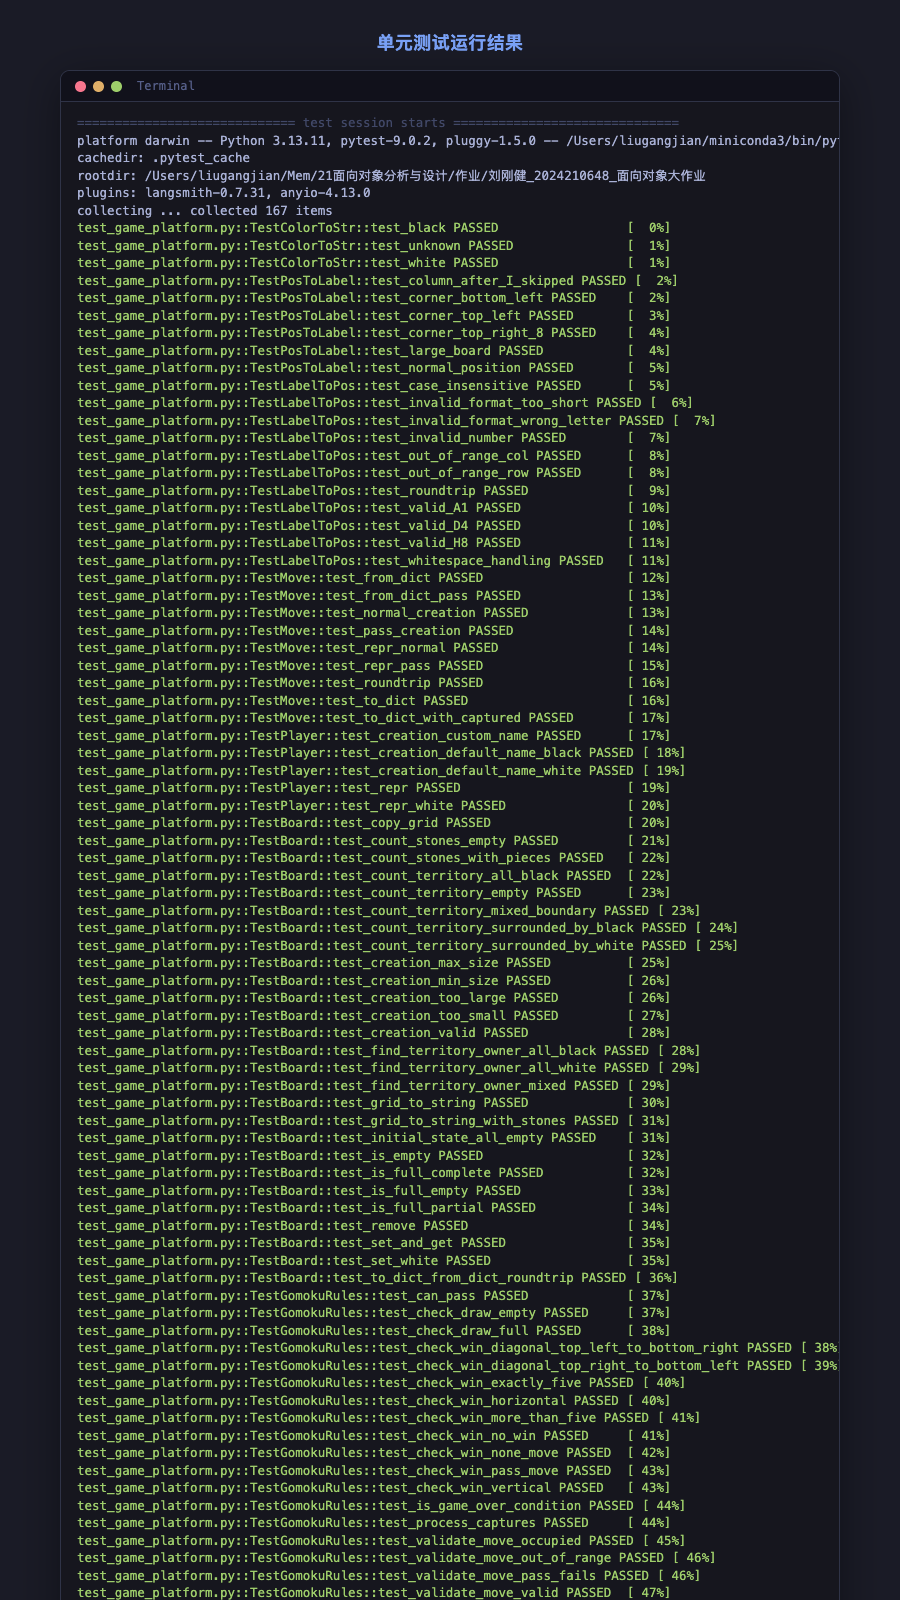 单元测试运行结果
Terminal
============================= test session starts ==============================
platform darwin -- Python 3.13.11, pytest-9.0.2, pluggy-1.5.0 -- /Users/liugangjian/miniconda3/bin/pyt
cachedir: .pytest_cache
rootdir: /Users/liugangjian/Mem/21面向对象分析与设计/作业/刘刚健_2024210648_面向对象大作业
plugins: langsmith-0.7.31, anyio-4.13.0
collecting ... collected 167 items
test_game_platform.py::TestColorToStr::test_black PASSED                 [  0%]
test_game_platform.py::TestColorToStr::test_unknown PASSED               [  1%]
test_game_platform.py::TestColorToStr::test_white PASSED                 [  1%]
test_game_platform.py::TestPosToLabel::test_column_after_I_skipped PASSED [  2%]
test_game_platform.py::TestPosToLabel::test_corner_bottom_left PASSED    [  2%]
test_game_platform.py::TestPosToLabel::test_corner_top_left PASSED       [  3%]
test_game_platform.py::TestPosToLabel::test_corner_top_right_8 PASSED    [  4%]
test_game_platform.py::TestPosToLabel::test_large_board PASSED           [  4%]
test_game_platform.py::TestPosToLabel::test_normal_position PASSED       [  5%]
test_game_platform.py::TestLabelToPos::test_case_insensitive PASSED      [  5%]
test_game_platform.py::TestLabelToPos::test_invalid_format_too_short PASSED [  6%]
test_game_platform.py::TestLabelToPos::test_invalid_format_wrong_letter PASSED [  7%]
test_game_platform.py::TestLabelToPos::test_invalid_number PASSED        [  7%]
test_game_platform.py::TestLabelToPos::test_out_of_range_col PASSED      [  8%]
test_game_platform.py::TestLabelToPos::test_out_of_range_row PASSED      [  8%]
test_game_platform.py::TestLabelToPos::test_roundtrip PASSED             [  9%]
test_game_platform.py::TestLabelToPos::test_valid_A1 PASSED              [ 10%]
test_game_platform.py::TestLabelToPos::test_valid_D4 PASSED              [ 10%]
test_game_platform.py::TestLabelToPos::test_valid_H8 PASSED              [ 11%]
test_game_platform.py::TestLabelToPos::test_whitespace_handling PASSED   [ 11%]
test_game_platform.py::TestMove::test_from_dict PASSED                   [ 12%]
test_game_platform.py::TestMove::test_from_dict_pass PASSED              [ 13%]
test_game_platform.py::TestMove::test_normal_creation PASSED             [ 13%]
test_game_platform.py::TestMove::test_pass_creation PASSED               [ 14%]
test_game_platform.py::TestMove::test_repr_normal PASSED                 [ 14%]
test_game_platform.py::TestMove::test_repr_pass PASSED                   [ 15%]
test_game_platform.py::TestMove::test_roundtrip PASSED                   [ 16%]
test_game_platform.py::TestMove::test_to_dict PASSED                     [ 16%]
test_game_platform.py::TestMove::test_to_dict_with_captured PASSED       [ 17%]
test_game_platform.py::TestPlayer::test_creation_custom_name PASSED      [ 17%]
test_game_platform.py::TestPlayer::test_creation_default_name_black PASSED [ 18%]
test_game_platform.py::TestPlayer::test_creation_default_name_white PASSED [ 19%]
test_game_platform.py::TestPlayer::test_repr PASSED                      [ 19%]
test_game_platform.py::TestPlayer::test_repr_white PASSED                [ 20%]
test_game_platform.py::TestBoard::test_copy_grid PASSED                  [ 20%]
test_game_platform.py::TestBoard::test_count_stones_empty PASSED         [ 21%]
test_game_platform.py::TestBoard::test_count_stones_with_pieces PASSED   [ 22%]
test_game_platform.py::TestBoard::test_count_territory_all_black PASSED  [ 22%]
test_game_platform.py::TestBoard::test_count_territory_empty PASSED      [ 23%]
test_game_platform.py::TestBoard::test_count_territory_mixed_boundary PASSED [ 23%]
test_game_platform.py::TestBoard::test_count_territory_surrounded_by_black PASSED [ 24%]
test_game_platform.py::TestBoard::test_count_territory_surrounded_by_white PASSED [ 25%]
test_game_platform.py::TestBoard::test_creation_max_size PASSED          [ 25%]
test_game_platform.py::TestBoard::test_creation_min_size PASSED          [ 26%]
test_game_platform.py::TestBoard::test_creation_too_large PASSED         [ 26%]
test_game_platform.py::TestBoard::test_creation_too_small PASSED         [ 27%]
test_game_platform.py::TestBoard::test_creation_valid PASSED             [ 28%]
test_game_platform.py::TestBoard::test_find_territory_owner_all_black PASSED [ 28%]
test_game_platform.py::TestBoard::test_find_territory_owner_all_white PASSED [ 29%]
test_game_platform.py::TestBoard::test_find_territory_owner_mixed PASSED [ 29%]
test_game_platform.py::TestBoard::test_grid_to_string PASSED             [ 30%]
test_game_platform.py::TestBoard::test_grid_to_string_with_stones PASSED [ 31%]
test_game_platform.py::TestBoard::test_initial_state_all_empty PASSED    [ 31%]
test_game_platform.py::TestBoard::test_is_empty PASSED                   [ 32%]
test_game_platform.py::TestBoard::test_is_full_complete PASSED           [ 32%]
test_game_platform.py::TestBoard::test_is_full_empty PASSED              [ 33%]
test_game_platform.py::TestBoard::test_is_full_partial PASSED            [ 34%]
test_game_platform.py::TestBoard::test_remove PASSED                     [ 34%]
test_game_platform.py::TestBoard::test_set_and_get PASSED                [ 35%]
test_game_platform.py::TestBoard::test_set_white PASSED                  [ 35%]
test_game_platform.py::TestBoard::test_to_dict_from_dict_roundtrip PASSED [ 36%]
test_game_platform.py::TestGomokuRules::test_can_pass PASSED             [ 37%]
test_game_platform.py::TestGomokuRules::test_check_draw_empty PASSED     [ 37%]
test_game_platform.py::TestGomokuRules::test_check_draw_full PASSED      [ 38%]
test_game_platform.py::TestGomokuRules::test_check_win_diagonal_top_left_to_bottom_right PASSED [ 38%
test_game_platform.py::TestGomokuRules::test_check_win_diagonal_top_right_to_bottom_left PASSED [ 39%
test_game_platform.py::TestGomokuRules::test_check_win_exactly_five PASSED [ 40%]
test_game_platform.py::TestGomokuRules::test_check_win_horizontal PASSED [ 40%]
test_game_platform.py::TestGomokuRules::test_check_win_more_than_five PASSED [ 41%]
test_game_platform.py::TestGomokuRules::test_check_win_no_win PASSED     [ 41%]
test_game_platform.py::TestGomokuRules::test_check_win_none_move PASSED  [ 42%]
test_game_platform.py::TestGomokuRules::test_check_win_pass_move PASSED  [ 43%]
test_game_platform.py::TestGomokuRules::test_check_win_vertical PASSED   [ 43%]
test_game_platform.py::TestGomokuRules::test_is_game_over_condition PASSED [ 44%]
test_game_platform.py::TestGomokuRules::test_process_captures PASSED     [ 44%]
test_game_platform.py::TestGomokuRules::test_validate_move_occupied PASSED [ 45%]
test_game_platform.py::TestGomokuRules::test_validate_move_out_of_range PASSED [ 46%]
test_game_platform.py::TestGomokuRules::test_validate_move_pass_fails PASSED [ 46%]
test_game_platform.py::TestGomokuRules::test_validate_move_valid PASSED  [ 47%]